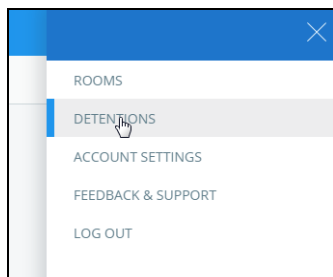 ROOMS
DETENTIONS
ACCOUNT SETTINGS
FEEDBACK & SUPPORT
LOG OUT